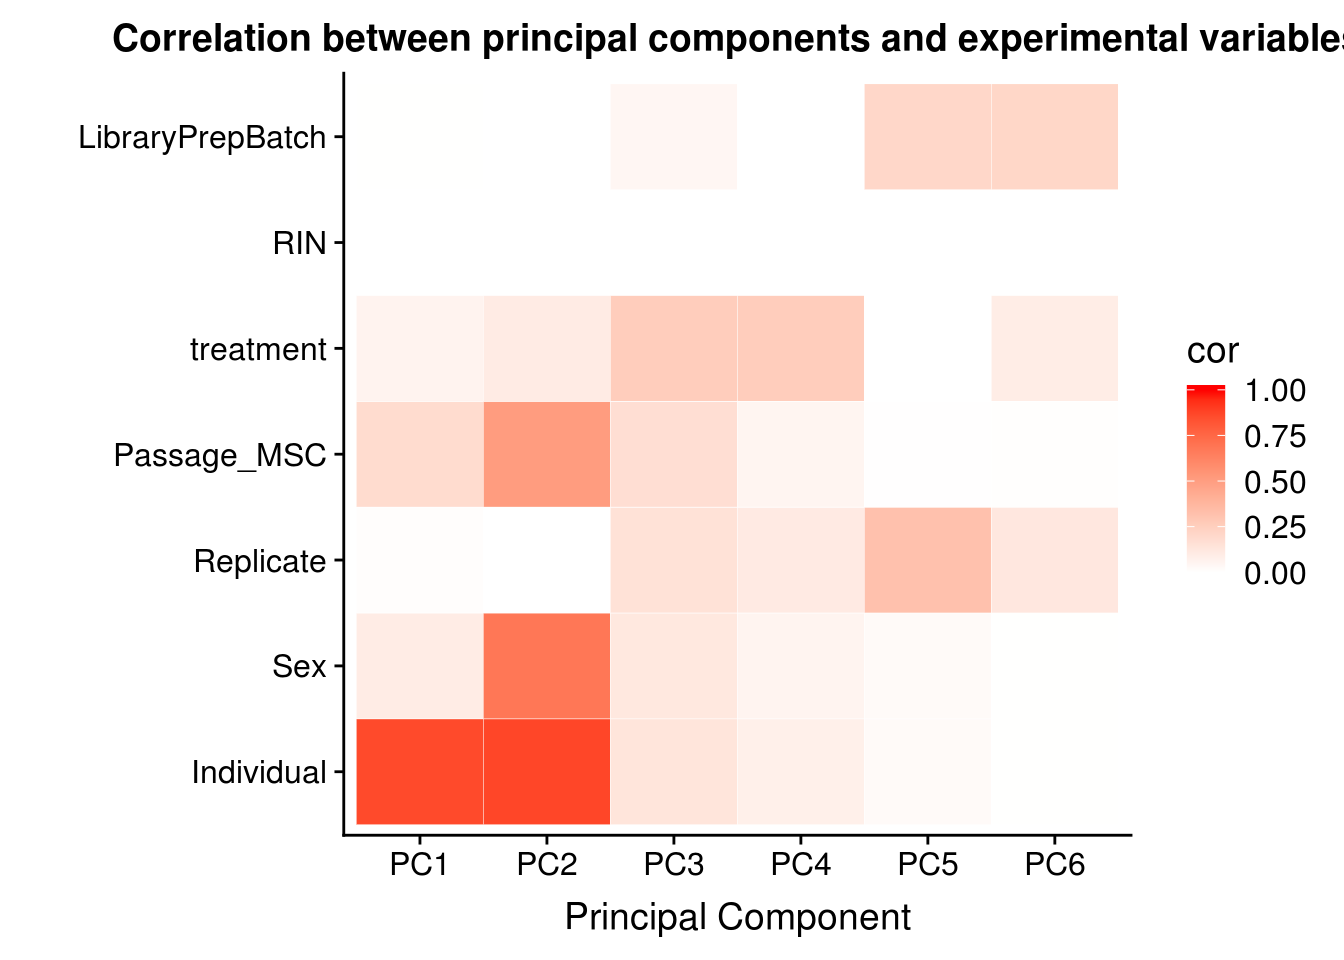 Correlation between principal components and experimental variables
LibraryPrepBatch
RIN
treatment
Passage_MSC
Replicate
Sex
Individual
PC1 PC2 PC3 PC4 PC5 PC6
Principal Component
cor
1.00
0.75
0.50
0.25
0.00